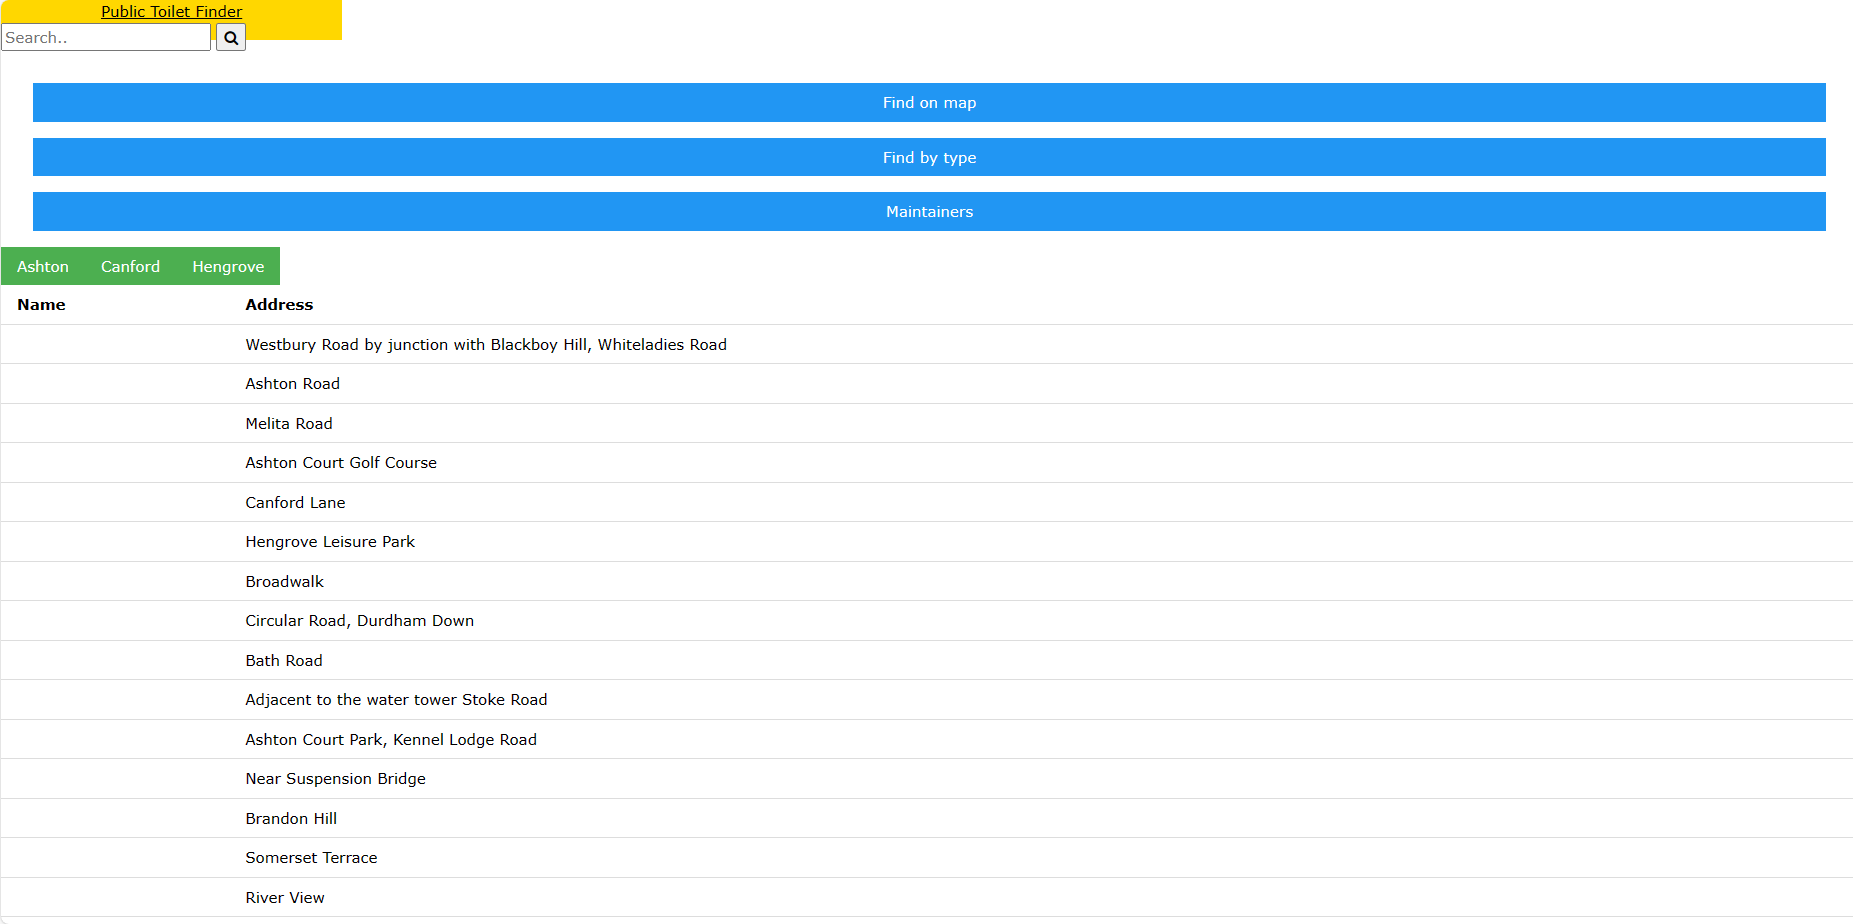 Public Toilet Finder
Search..
Find on map
Find by type
Maintainers
Ashton Canford Hengrove
Name Address
Westbury Road by junction with Blackboy Hill, Whiteladies Road
Ashton Road
Melita Road
Ashton Court Golf Course
Canford Lane
Hengrove Leisure Park
Broadwalk
Circular Road, Durdham Down
Bath Road
Adjacent to the water tower Stoke Road
Ashton Court Park, Kennel Lodge Road
Near Suspension Bridge
Brandon Hill
Somerset Terrace
River View